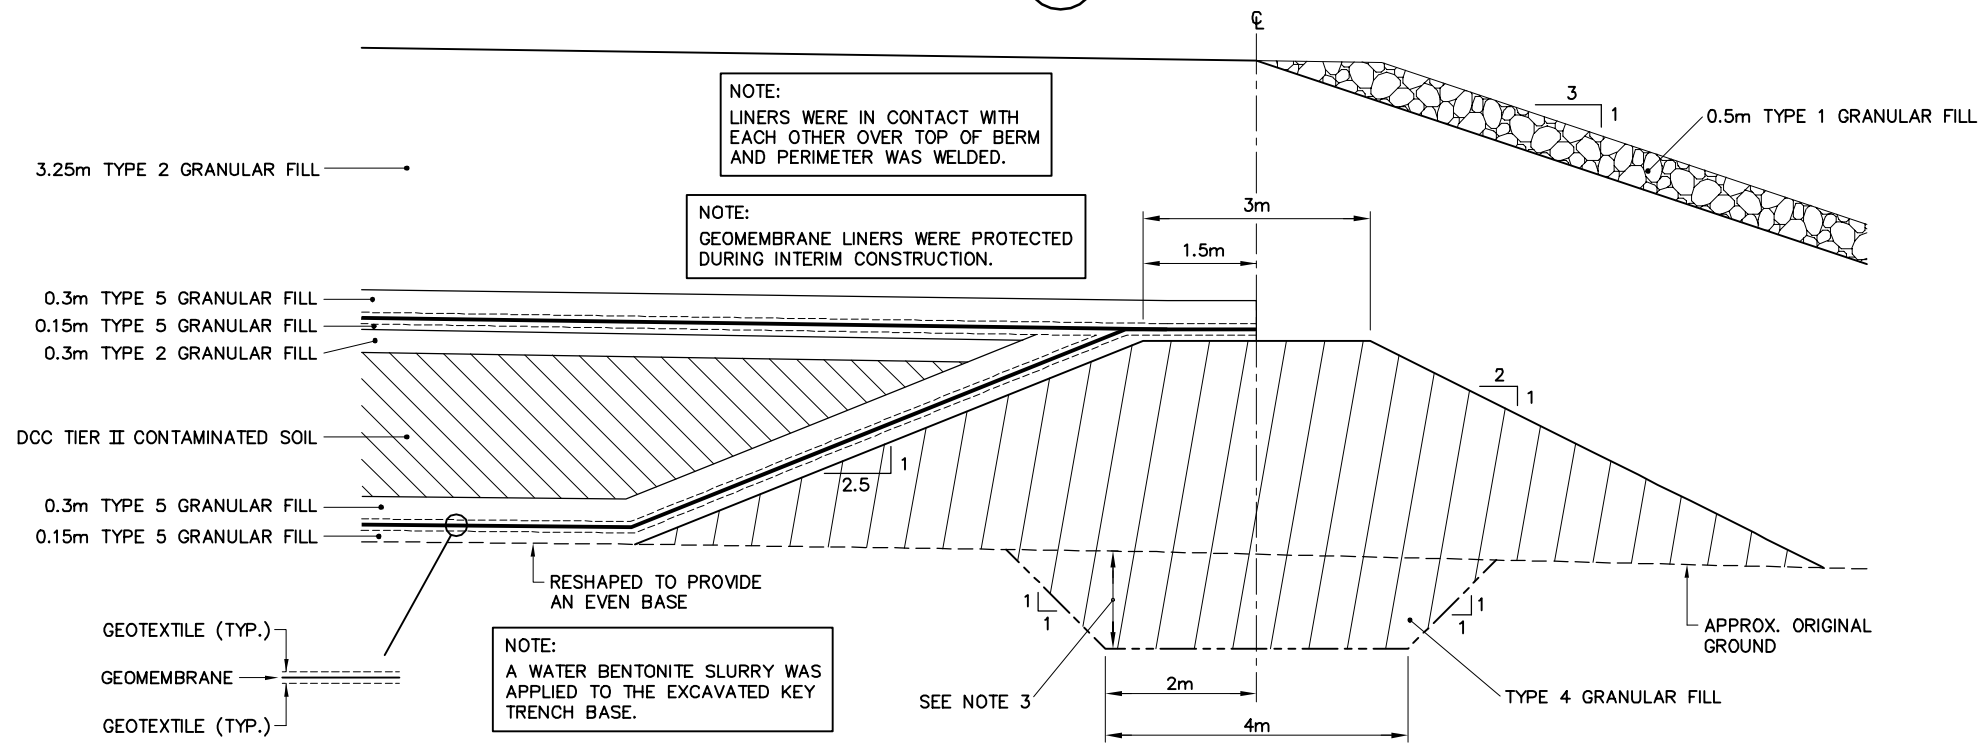 ℄
NOTE:
LINERS WERE IN CONTACT WITH
EACH OTHER OVER TOP OF BERM
AND PERIMETER WAS WELDED.
3
1
0.5m TYPE 1 GRANULAR FILL
3.25m TYPE 2 GRANULAR FILL
NOTE:
GEOMEMBRANE LINERS WERE PROTECTED
DURING INTERIM CONSTRUCTION.
3m
1.5m
0.3m TYPE 5 GRANULAR FILL
0.15m TYPE 5 GRANULAR FILL
0.3m TYPE 2 GRANULAR FILL
2
1
DCC TIER II CONTAMINATED SOIL
1
2.5
0.3m TYPE 5 GRANULAR FILL
0.15m TYPE 5 GRANULAR FILL
RESHAPED TO PROVIDE
AN EVEN BASE
1
1
1
1
APPROX. ORIGINAL
GROUND
GEOTEXTILE (TYP.)
GEOMEMBRANE
GEOTEXTILE (TYP.)
NOTE:
A WATER BENTONITE SLURRY WAS
APPLIED TO THE EXCAVATED KEY
TRENCH BASE.
SEE NOTE 3
2m
4m
TYPE 4 GRANULAR FILL